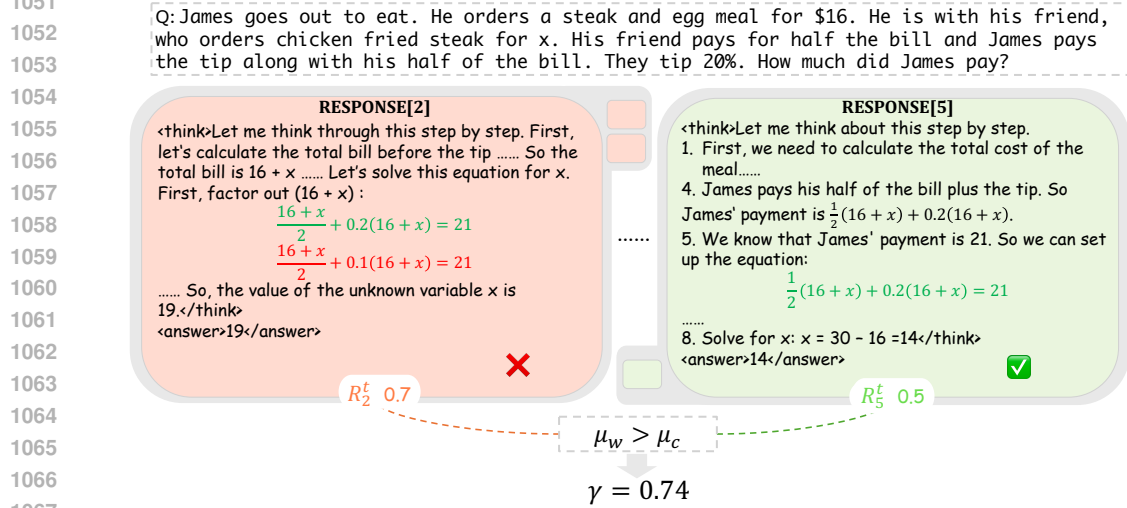 1051
1052
1053
1054
1055
1056
1057
1058
1059
1060
1061
1062
1063
1064
1065
1066
1067
Q: James goes out to eat. He orders a steak and egg meal for $16. He is with his friend,
who orders chicken fried steak for x. His friend pays for half the bill and James pays
the tip along with his half of the bill. They tip 20%. How much did James pay?
RESPONSE[2]
<think>Let me think through this step by step. First,
let's calculate the total bill before the tip …… So the
total bill is 16 + x …… Let's solve this equation for x.
First, factor out (16 + x) :
\frac{16 + x}{2} + 0.2(16 + x) = 21
\frac{16 + x}{2} + 0.1(16 + x) = 21
…… So, the value of the unknown variable x is
19.</think>
<answer>19</answer>
❌
R_2^t 0.7
……
RESPONSE[5]
<think>Let me think about this step by step.
1. First, we need to calculate the total cost of the
meal……
4. James pays his half of the bill plus the tip. So
James' payment is \frac{1}{2}(16 + x) + 0.2(16 + x).
5. We know that James' payment is 21. So we can set
up the equation:
\frac{1}{2}(16 + x) + 0.2(16 + x) = 21
……
8. Solve for x: x = 30 – 16 =14</think>
<answer>14</answer>
✅
R_5^t 0.5
μ_w > μ_c
γ = 0.74